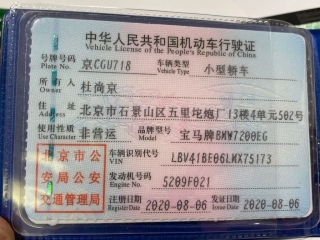 中华人民共和国机动车行驶证
Vehicle License of the People's Republic of China
号牌号码 京CGU718 车辆类型 小型轿车
Plate No. Vehicle Type
所有人 杜尚京
Owner
住址 北京市石景山区五里坨炮厂13楼4单元502号
Address
使用性质 非营运 品牌型号 宝马牌BMW7200EG
Use Character Model
北京市公安局公安交通管理局
车辆识别代号 LBV41BE06LMX75173
VIN
发动机号码 S209F021
Engine No.
注册日期 2020-08-06 发证日期 2020-08-06
Register Date Issue Date